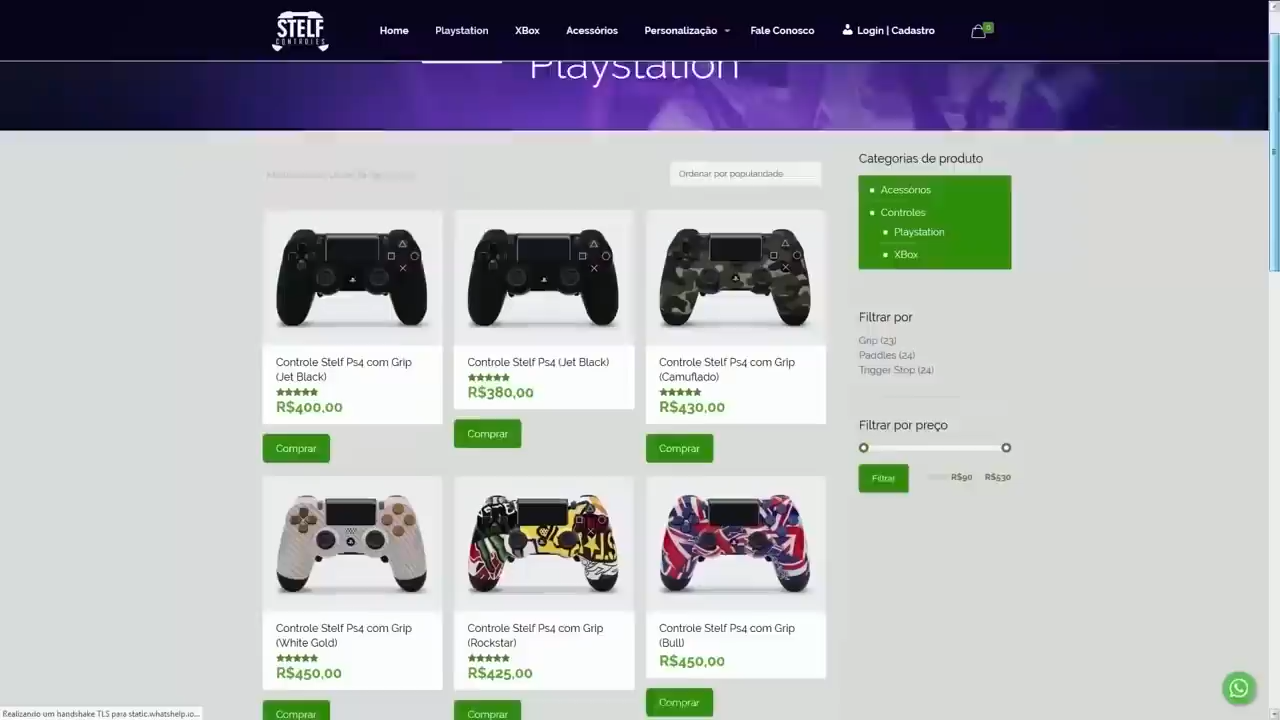 STELF
CONTROLES
Home
Playstation
XBox
Acessórios
Personalização
Fale Conosco
Login | Cadastro
0
Playstation
Ordenar por popularidade
Categorias de produto
Acessórios
Controles
Playstation
XBox
Filtrar por
Grip (23)
Paddles (24)
Trigger Stop (24)
Filtrar por preço
Filtrar
R$90
R$530
Controle Stelf Ps4 com Grip
(Jet Black)
R$400,00
Comprar
Controle Stelf Ps4 (Jet Black)
R$380,00
Comprar
Controle Stelf Ps4 com Grip
(Camuflado)
R$430,00
Comprar
Controle Stelf Ps4 com Grip
(White Gold)
R$450,00
Comprar
Controle Stelf Ps4 com Grip
(Rockstar)
R$425,00
Comprar
Controle Stelf Ps4 com Grip
(Bull)
R$450,00
Comprar
Realizando um handshake TLS para static.whatshelp.io...